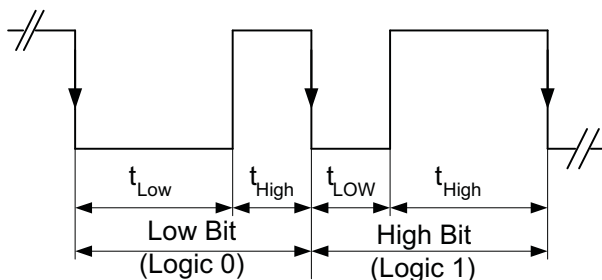 tLow tHigh tLOW tHigh
Low Bit
(Logic 0)
High Bit
(Logic 1)